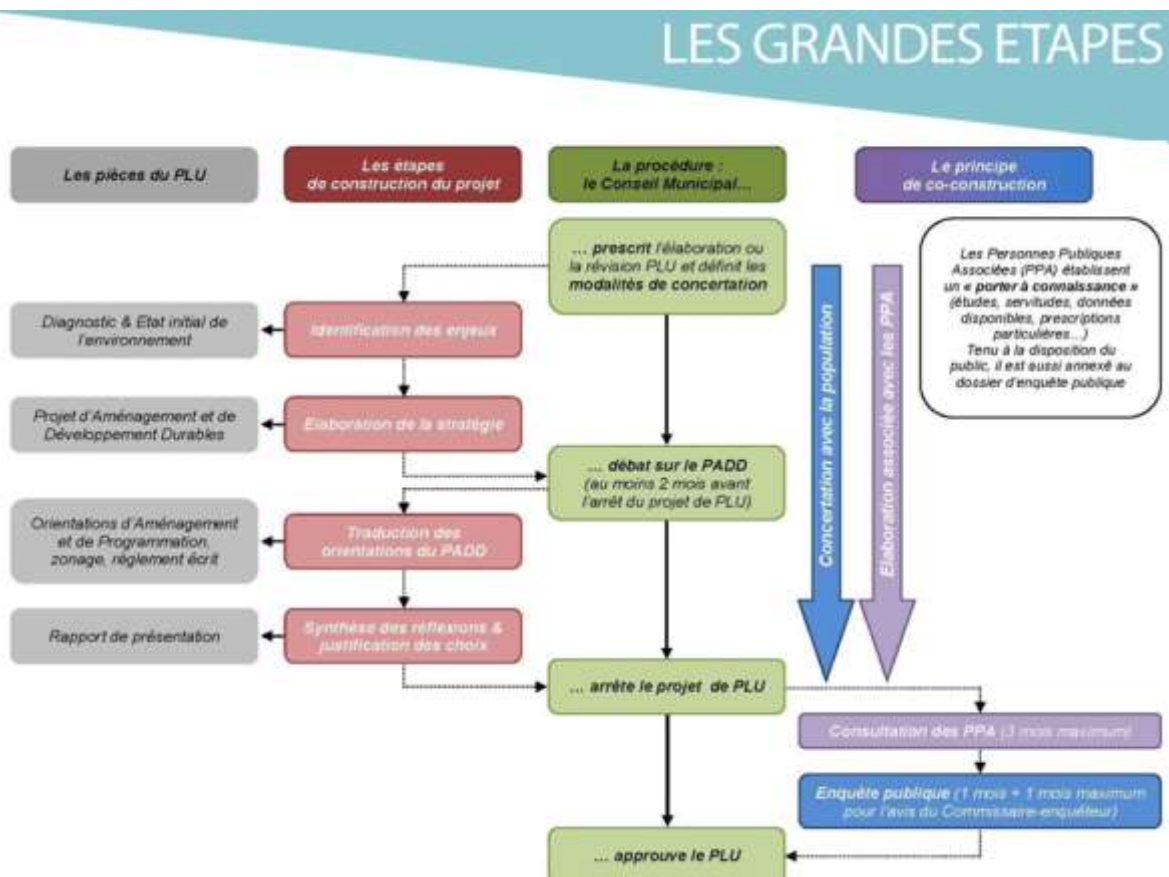 LES GRANDES ETAPES
Les pièces du PLU
Les étapes
de construction du projet
La procédure :
le Conseil Municipal...
Le principe
de co-construction
... prescrit l'élaboration ou
la révision PLU et définit les
modalités de concertation
Les Personnes Publiques
Associées (PPA) établissent
un « porter à connaissance »
(études, servitudes, données
disponibles, prescriptions
particulières...)
Tenu à la disposition du
public, il est aussi annexé au
dossier d'enquête publique
Diagnostic & Etat initial de
l'environnement
Identification des enjeux
Projet d'Aménagement et de
Développement Durables
Elaboration de la stratégie
... débat sur le PADD
(au moins 2 mois avant
l'arrêt du projet de PLU)
Concertation avec la population
Elaboration associée avec les PPA
Orientations d'Aménagement
et de Programmation,
zonage, règlement écrit
Traduction des
orientations du PADD
Rapport de présentation
Synthèse des réflexions &
justification des choix
... arrête le projet de PLU
Consultation des PPA (3 mois maximum)
Enquête publique (1 mois + 1 mois maximum
pour l'avis du Commissaire-enquêteur)
... approuve le PLU